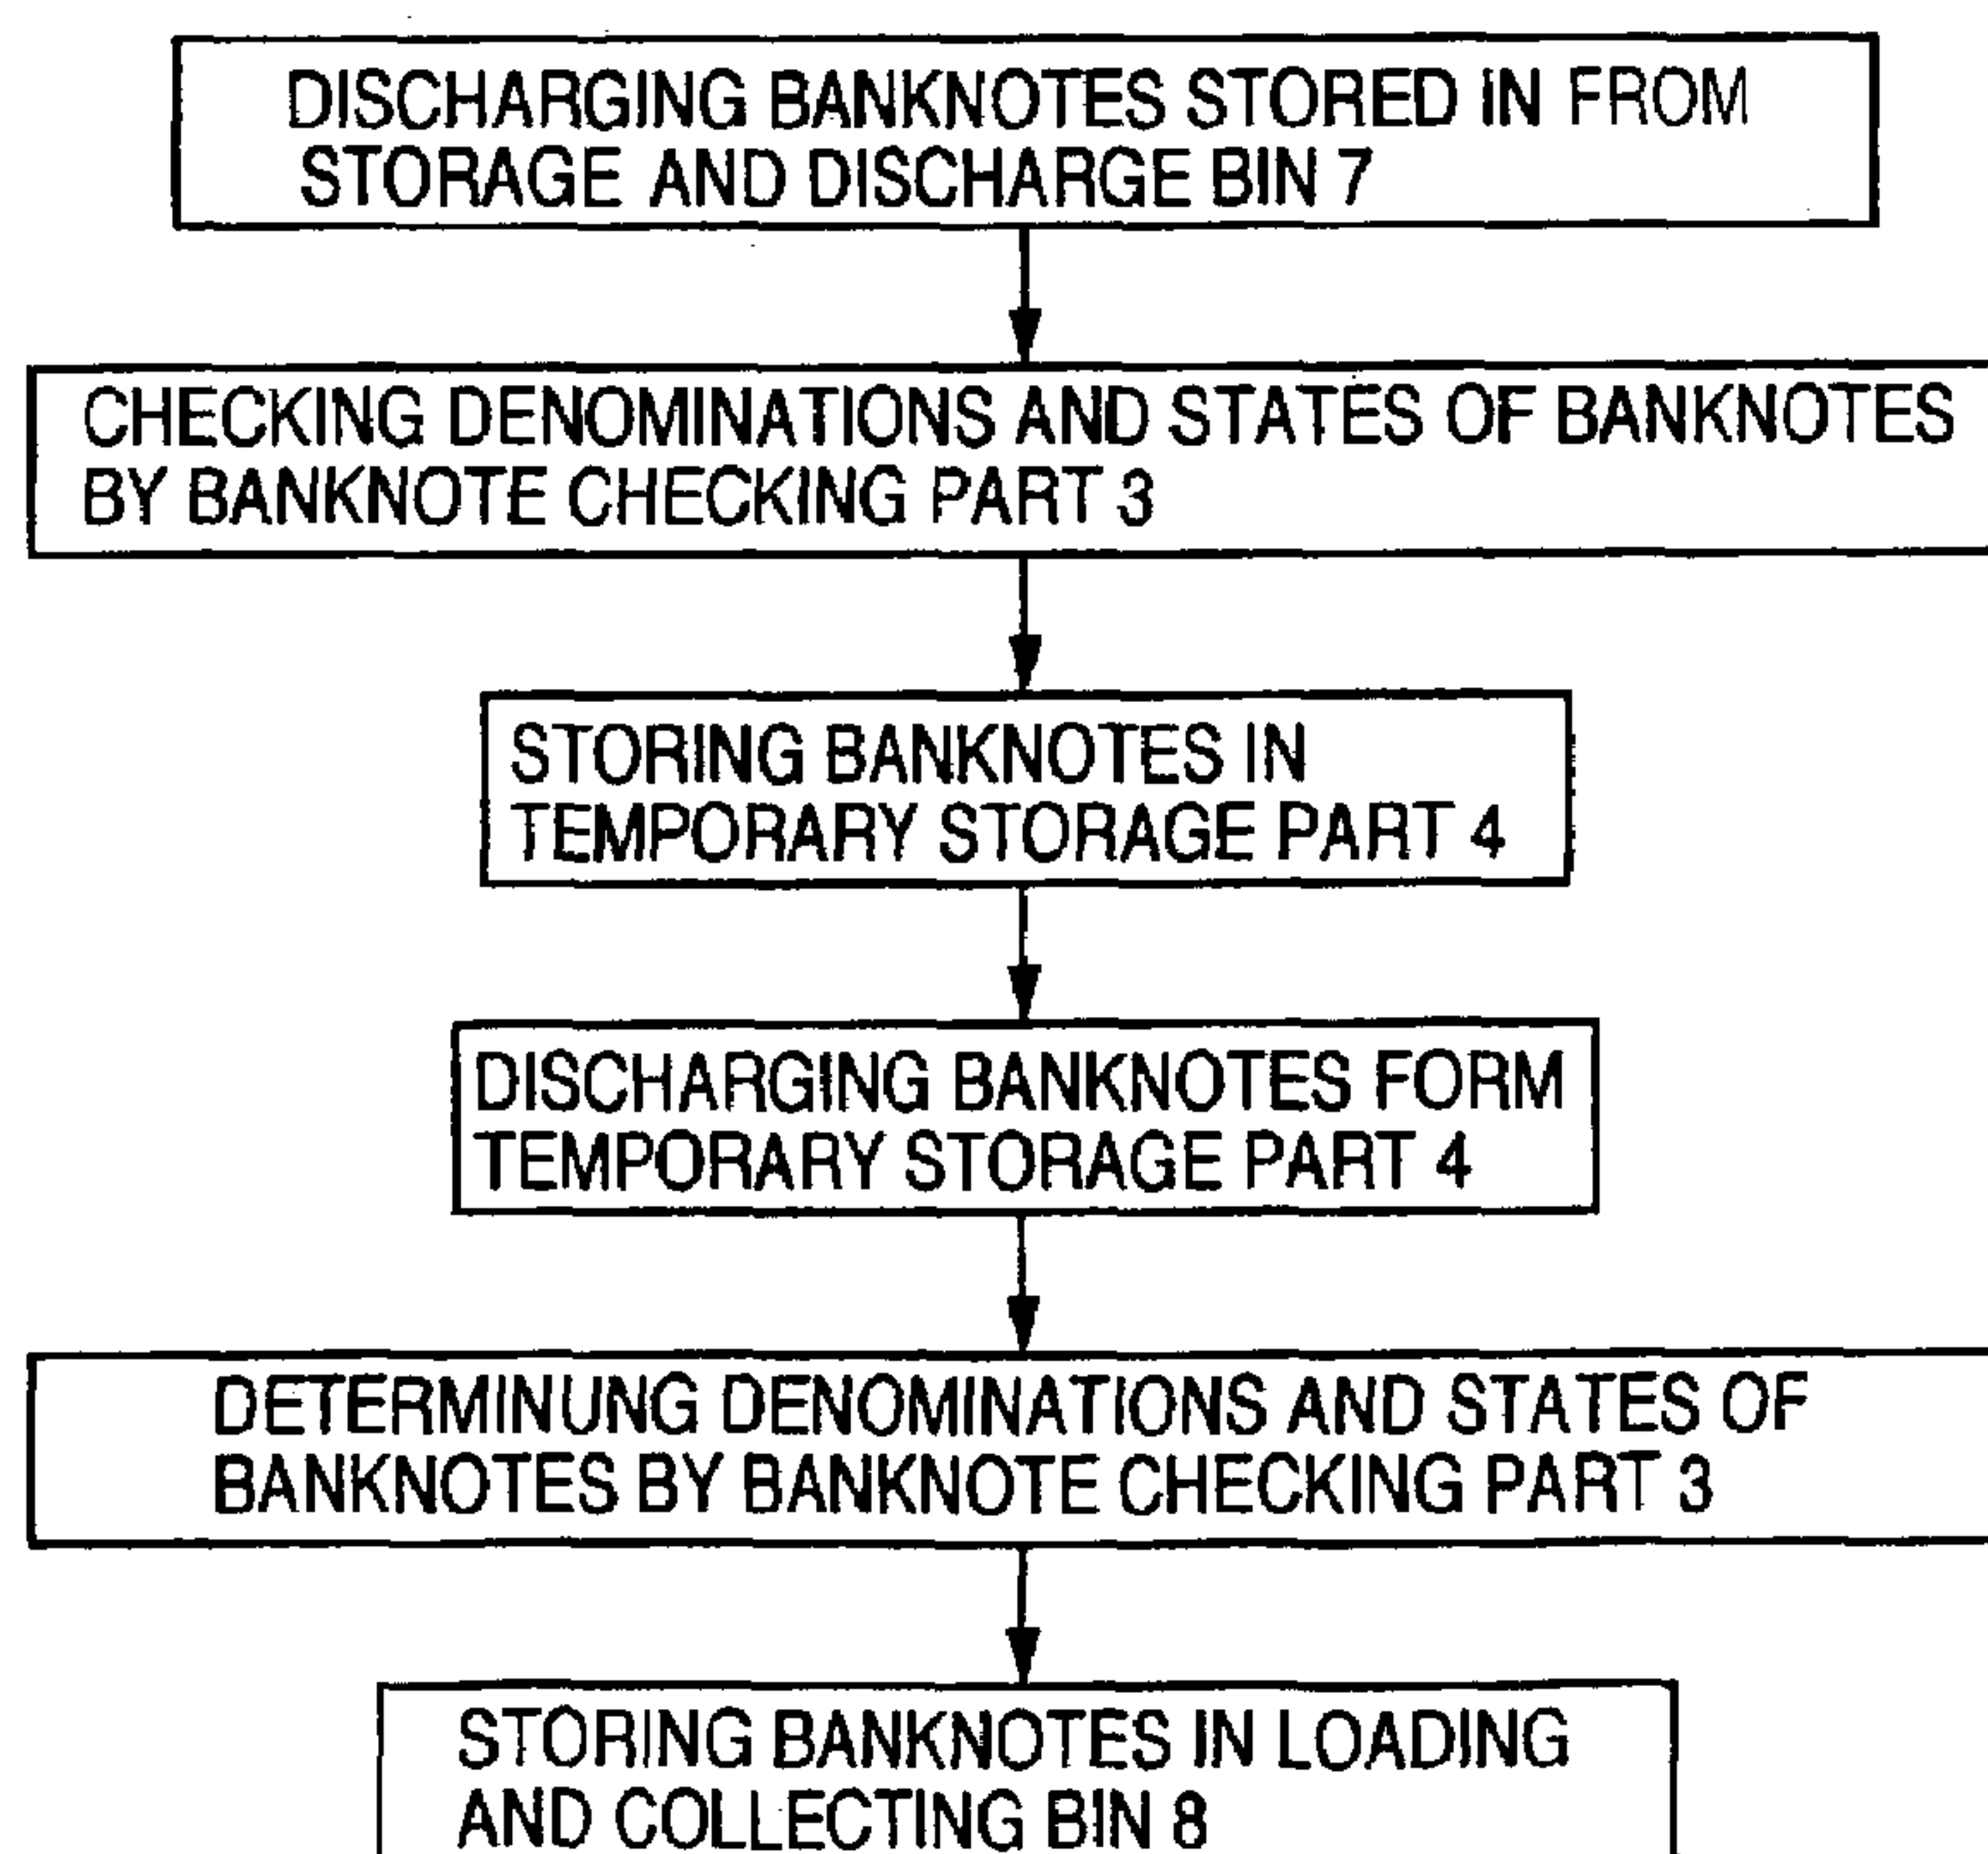 DISCHARGING BANKNOTES STORED IN FROM
STORAGE AND DISCHARGE BIN 7
CHECKING DENOMINATIONS AND STATES OF BANKNOTES
BY BANKNOTE CHECKING PART 3
STORING BANKNOTES IN
TEMPORARY STORAGE PART 4
DISCHARGING BANKNOTES FORM
TEMPORARY STORAGE PART 4
DETERMINUNG DENOMINATIONS AND STATES OF
BANKNOTES BY BANKNOTE CHECKING PART 3
STORING BANKNOTES IN LOADING
AND COLLECTING BIN 8